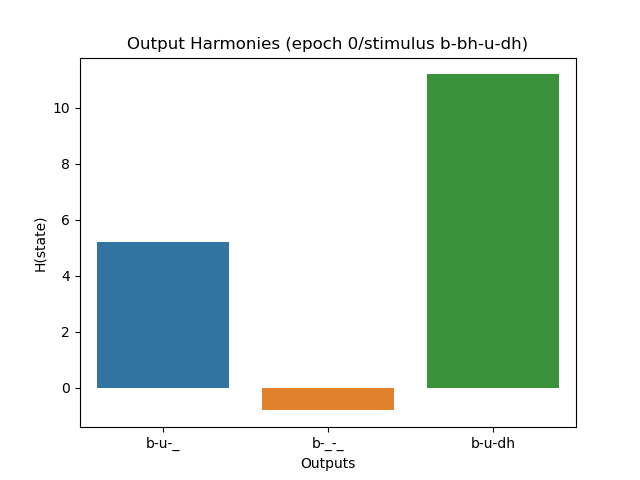 Output Harmonies (epoch 0/stimulus b-bh-u-dh)
10
8
6
4
2
0
H(state)
b-u-_ b-_-_ b-u-dh
Outputs